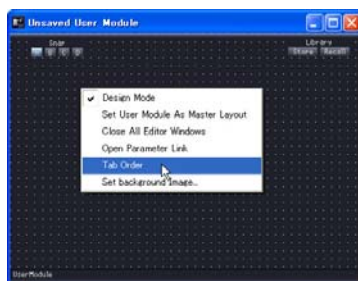 Unsaved User Module
Snap
A B C D
Library
Store Recall
Design Mode
Set User Module As Master Layout
Close All Editor Windows
Open Parameter Link
Tab Order
Set background Image..
UserModule